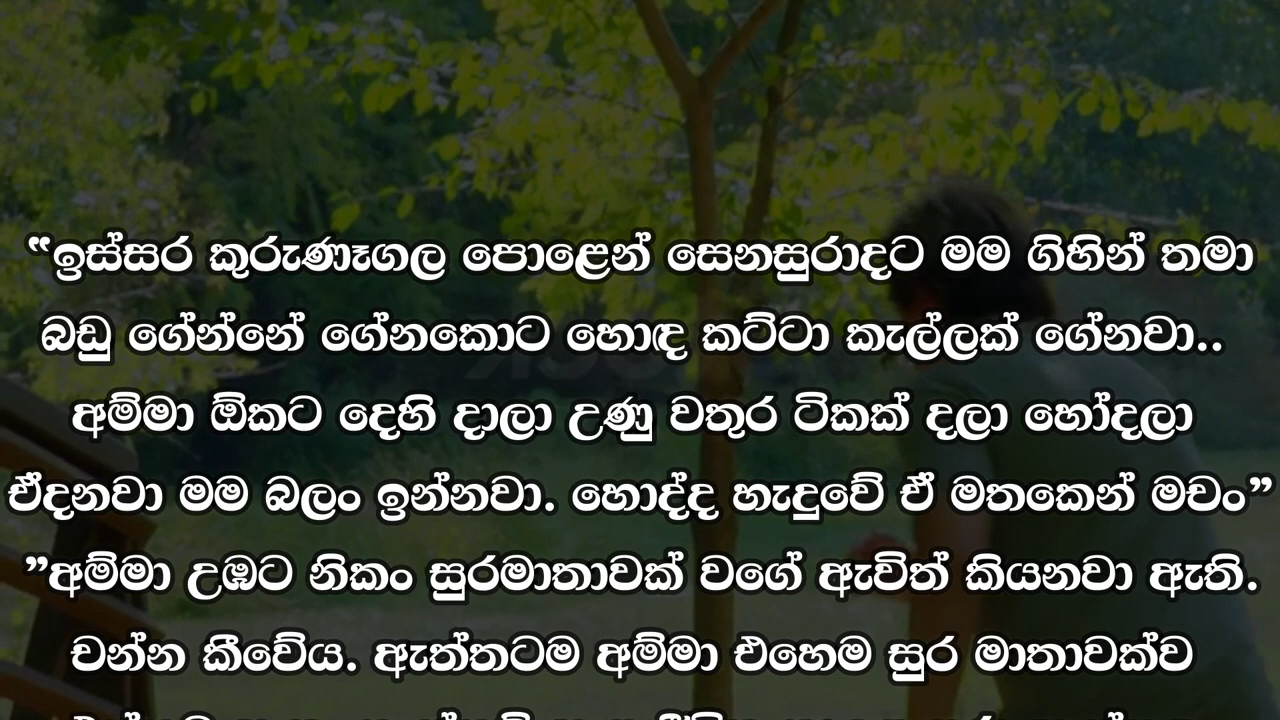 “ඉස්සර කුරුණෑගල පොළෙන් සෙනසුරාදට මම ගිහින් තමා
බඩු ගේන්නේ ගේනකොට හොඳ කට්ටා කැල්ලක් ගේනවා..
අම්මා ඕකට දෙහි දාලා උණු වතුර ටිකක් දලා හෝදලා
ඒදනවා මම බලං ඉන්නවා. හොද්ද හැදුවේ ඒ මතකෙන් මචං”
”අම්මා උඹට නිකං සුරමාතාවක් වගේ ඇවිත් කියනවා ඇති.
චන්න කීවේය. ඇත්තටම අම්මා එහෙම සුර මාතාවක්ව